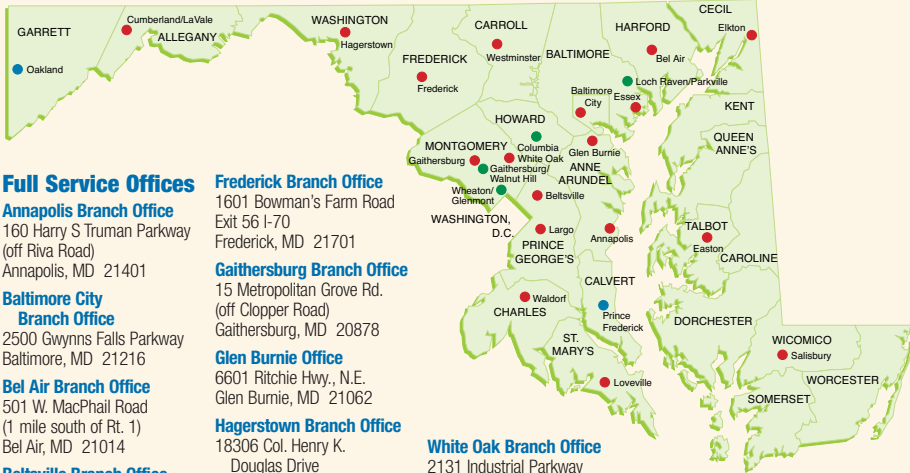 GARRETT
Oakland
Cumberland/LaVale
ALLEGANY
WASHINGTON
Hagerstown
FREDERICK
Frederick
CARROLL
Westminster
BALTIMORE
HARFORD
Bel Air
CECIL
Elkton
Loch Raven/Parkville
Baltimore
City
Essex
KENT
QUEEN
ANNE'S
HOWARD
Columbia
White Oak
MONTGOMERY
Gaithersburg
Gaithersburg/
Walnut Hill
Wheaton/
Glenmont
Glen Burnie
ANNE
ARUNDEL
Beltsville
WASHINGTON,
D.C.
Largo
PRINCE
GEORGE'S
Annapolis
TALBOT
Easton
CAROLINE
CALVERT
Prince
Frederick
Waldorf
CHARLES
ST.
MARY'S
Loveville
DORCHESTER
WICOMICO
Salisbury
WORCESTER
SOMERSET
Full Service Offices
Annapolis Branch Office
160 Harry S Truman Parkway
(off Riva Road)
Annapolis, MD 21401
Baltimore City
Branch Office
2500 Gwynns Falls Parkway
Baltimore, MD 21216
Bel Air Branch Office
501 W. MacPhail Road
(1 mile south of Rt. 1)
Bel Air, MD 21014
Beltsville Branch Office
Frederick Branch Office
1601 Bowman's Farm Road
Exit 56 I-70
Frederick, MD 21701
Gaithersburg Branch Office
15 Metropolitan Grove Rd.
(off Clopper Road)
Gaithersburg, MD 20878
Glen Burnie Office
6601 Ritchie Hwy., N.E.
Glen Burnie, MD 21062
Hagerstown Branch Office
18306 Col. Henry K.
Douglas Drive
White Oak Branch Office
2131 Industrial Parkway